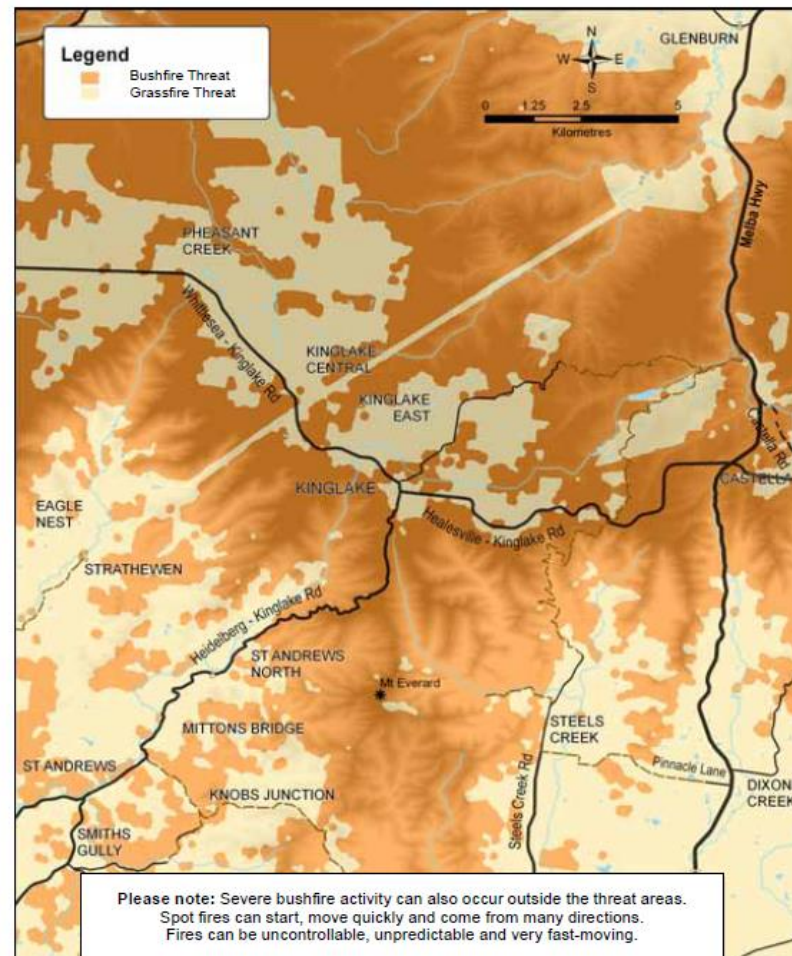 Legend
Bushfire Threat
Grassfire Threat
N
W E
S
0 1.25 2.5 5
Kilometres
GLENBURN
Melba Hwy
PHEASANT
CREEK
Whittlesea - Kinglake Rd
KINGLAKE
CENTRAL
KINGLAKE
EAST
KINGLAKE
Healesville - Kinglake Rd
Castella Rd
CASTELLA
EAGLE
NEST
STRATHEWEN
Heidelberg - Kinglake Rd
ST ANDREWS
NORTH
Mt Everard
MITTONS BRIDGE
ST ANDREWS
KNOBS JUNCTION
SMITHS
GULLY
STEELS
CREEK
Steels Creek Rd
Pinnacle Lane
DIXON
CREEK
Please note: Severe bushfire activity can also occur outside the threat areas.
Spot fires can start, move quickly and come from many directions.
Fires can be uncontrollable, unpredictable and very fast-moving.